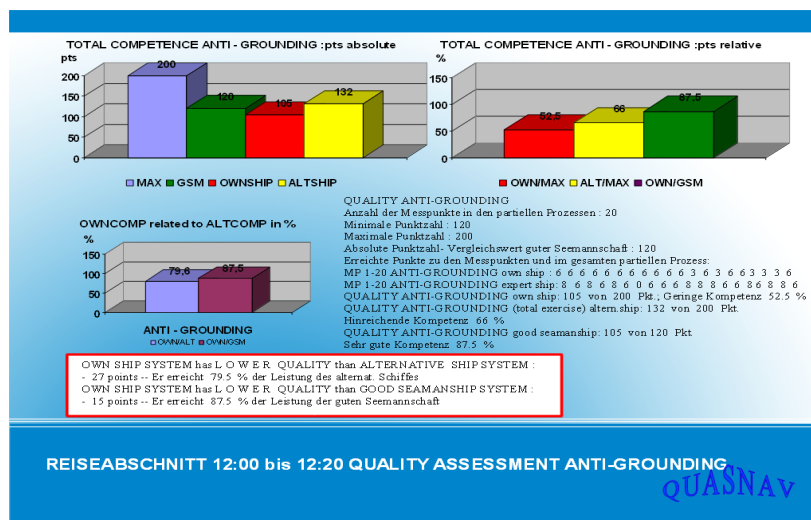 TOTAL COMPETENCE ANTI - GROUNDING :pts absolute
pts
200
150
100
50
0
200
120
105
132
MAX GSM OWNSHIP ALTSHIP
TOTAL COMPETENCE ANTI - GROUNDING :pts relative
%
150
100
50
0
52,5
66
87,5
OWN/MAX ALT/MAX OWN/GSM
OWNCOMP related to ALTCOMP in %
%
150
100
50
0
79,6
87,5
ANTI - GROUNDING
OWN/ALT OWN/GSM
QUALITY ANTI-GROUNDING
Anzahl der Messpunkte in den partiellen Prozessen : 20
Minimale Punktzahl : 120
Maximale Punktzahl : 200
Absolute Punktzahl- Vergleichswert guter Seemannschaft : 120
Erreichte Punkte zu den Messpunkten und im gesamten partiellen Prozess:
MP 1-20 ANTI-GROUNDING own ship : 6 6 6 6 6 6 6 6 6 6 6 3 6 3 6 6 3 3 3 6
MP 1-20 ANTI-GROUNDING expert ship: 8 6 8 6 8 6 0 6 6 6 8 8 8 6 6 8 6 8 8 6
QUALITY ANTI-GROUNDING own ship: 105 von 200 Pkt.; Geringe Kompetenz 52.5 %
QUALITY ANTI-GROUNDING (total exercise) altern.ship: 132 von 200 Pkt.
Hinreichende Kompetenz 66 %
QUALITY ANTI-GROUNDING good seamanship: 105 von 120 Pkt.
Sehr gute Kompetenz 87.5 %
OWN SHIP SYSTEM has L O W E R QUALITY than ALTERNATIVE SHIP SYSTEM :
- 27 points -- Er erreicht 79.5 % der Leistung des alternat. Schiffes
OWN SHIP SYSTEM has L O W E R QUALITY than GOOD SEAMANSHIP SYSTEM :
- 15 points -- Er erreicht 87.5 % der Leistung der guten Seemannschaft
REISEABSCHNITT 12:00 bis 12:20 QUALITY ASSESSMENT ANTI-GROUNDING
QUASNAV